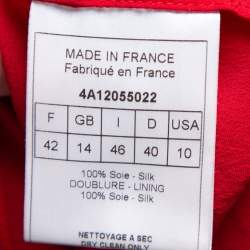 MADE IN FRANCE
Fabriqué en France
4A12055022
F GB I D USA
42 14 46 40 10
100% Soie - Silk
DOUBLURE - LINING
100% Soie - Silk
NETTOYAGE A SEC
DRY CLEAN ONLY